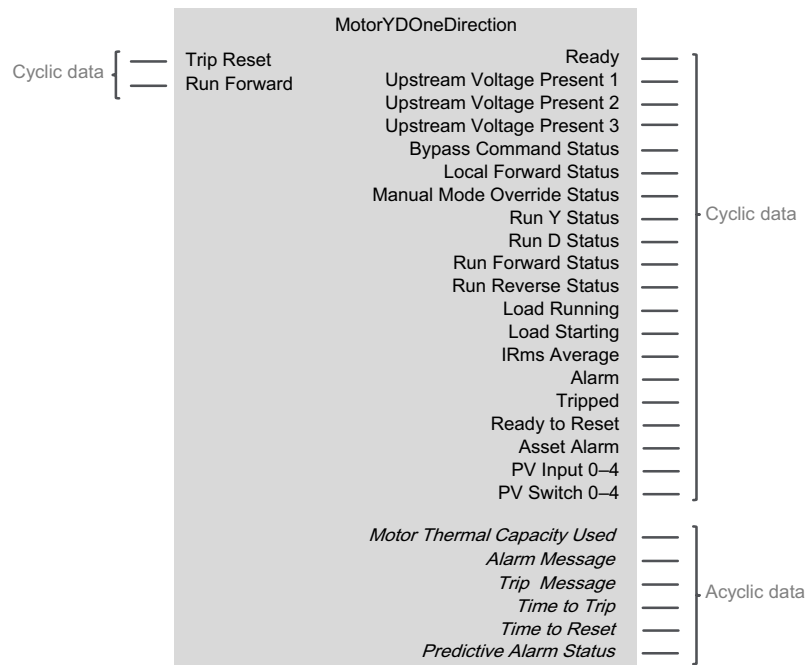 MotorYDOneDirection
Cyclic data
Trip Reset
Run Forward
Ready
Upstream Voltage Present 1
Upstream Voltage Present 2
Upstream Voltage Present 3
Bypass Command Status
Local Forward Status
Manual Mode Override Status
Run Y Status
Run D Status
Run Forward Status
Run Reverse Status
Load Running
Load Starting
IRms Average
Alarm
Tripped
Ready to Reset
Asset Alarm
PV Input 0–4
PV Switch 0–4
Cyclic data
Motor Thermal Capacity Used
Alarm Message
Trip Message
Time to Trip
Time to Reset
Predictive Alarm Status
Acyclic data